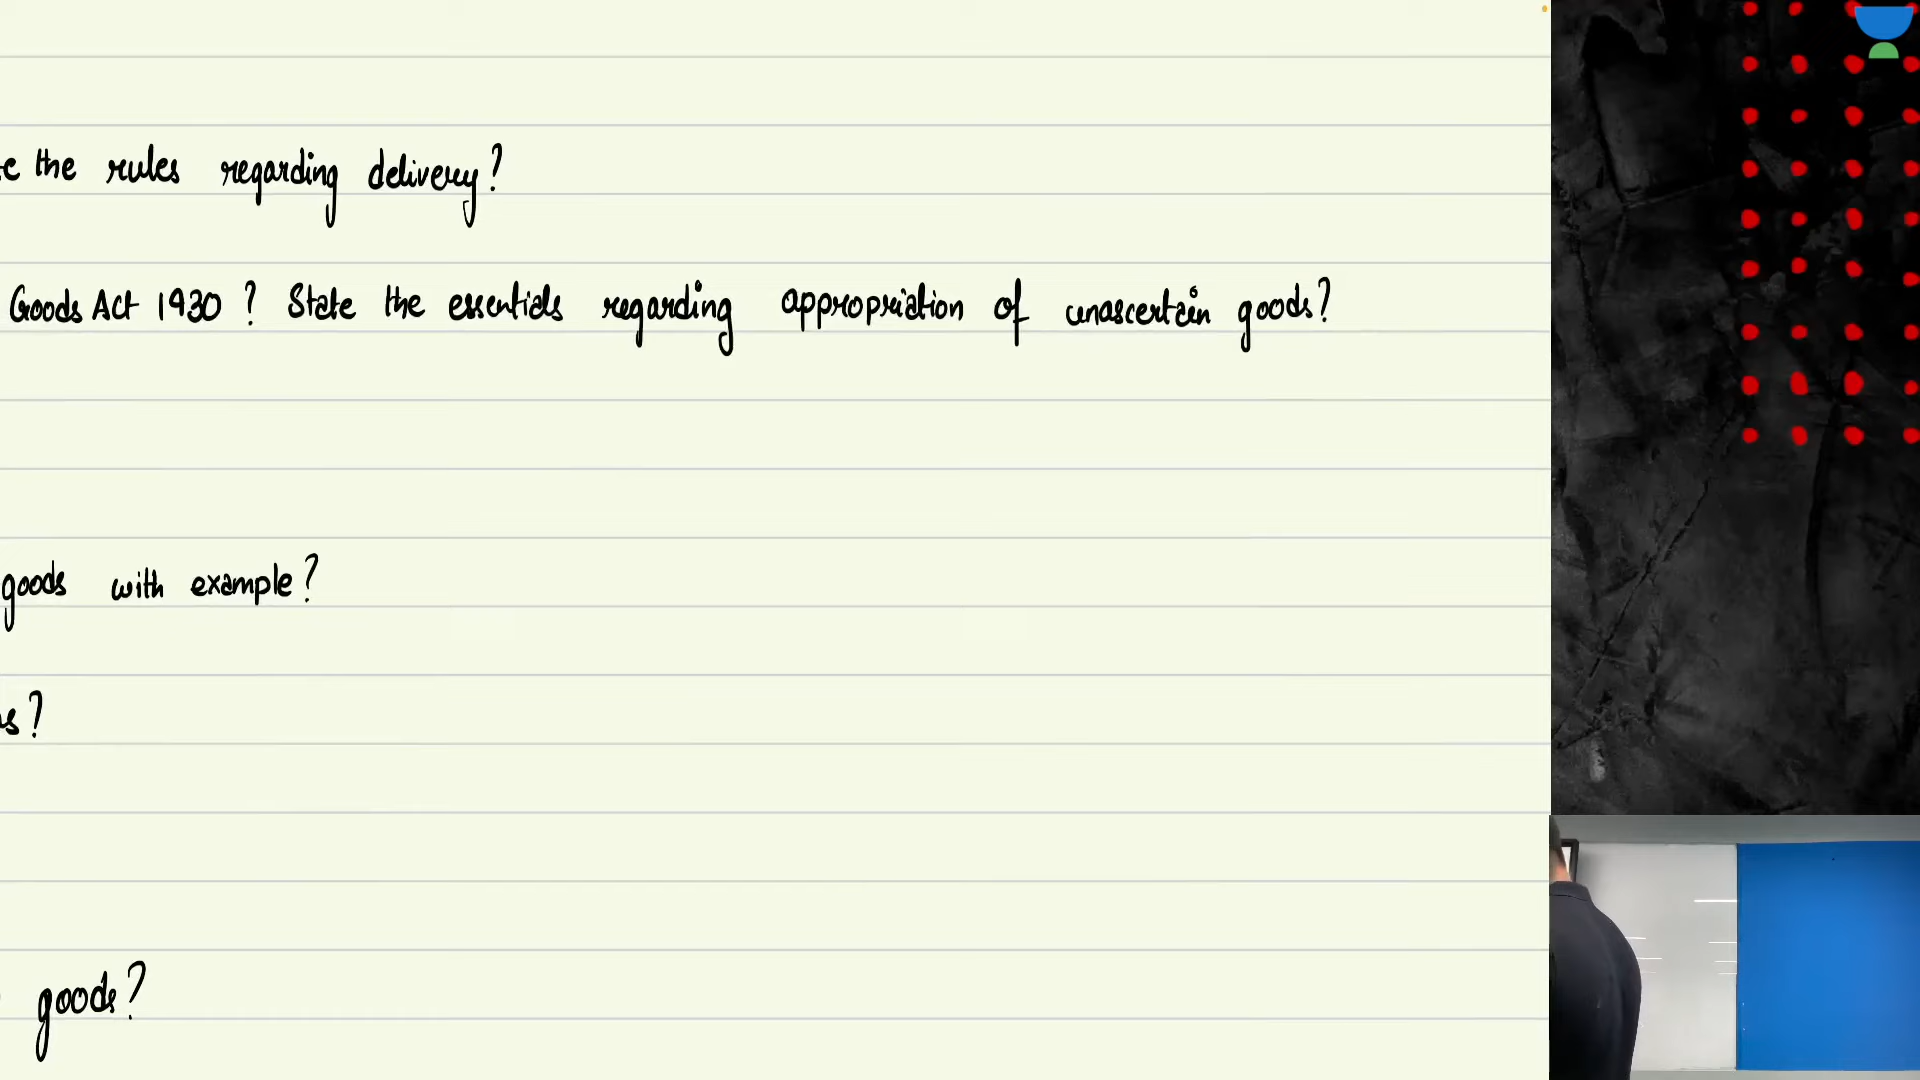 the rules regarding delivery?
Goods Act 1930 ? State the essentials regarding appropriation of unascertain goods?
goods with example?
goods?